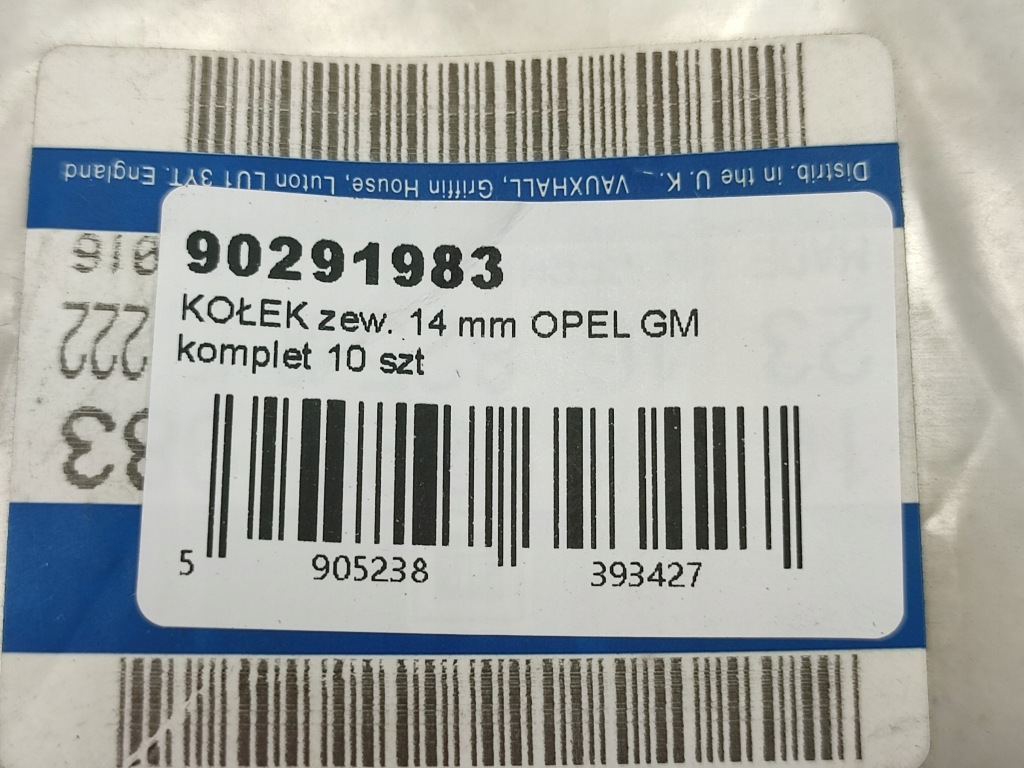 Distrib. in the U. K. VAUXHALL, Griffin House, Luton LU1 3YT. England
90291983
KOŁEK zew. 14 mm OPEL GM
komplet 10 szt
5 905238 393427
222